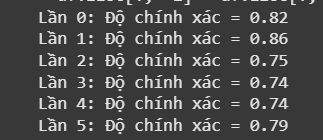 Lần 0: Độ chính xác = 0.82
Lần 1: Độ chính xác = 0.86
Lần 2: Độ chính xác = 0.75
Lần 3: Độ chính xác = 0.74
Lần 4: Độ chính xác = 0.74
Lần 5: Độ chính xác = 0.79